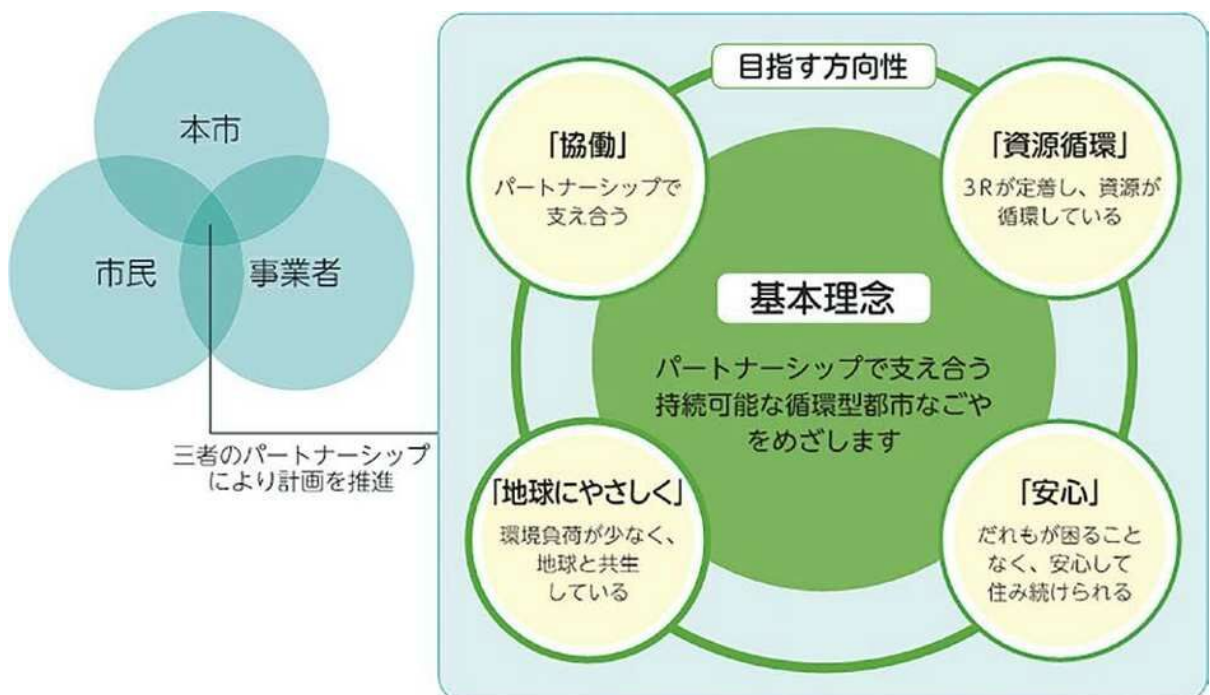 本市
市民
事業者
三者のパートナーシップ
により計画を推進
目指す方向性
「協働」
パートナーシップで
支え合う
「資源循環」
3Rが定着し、資源が
循環している
基本理念
パートナーシップで支え合う
持続可能な循環型都市なごや
をめざします
「地球にやさしく」
環境負荷が少なく、
地球と共生
している
「安心」
だれもが困ること
なく、安心して
住み続けられる